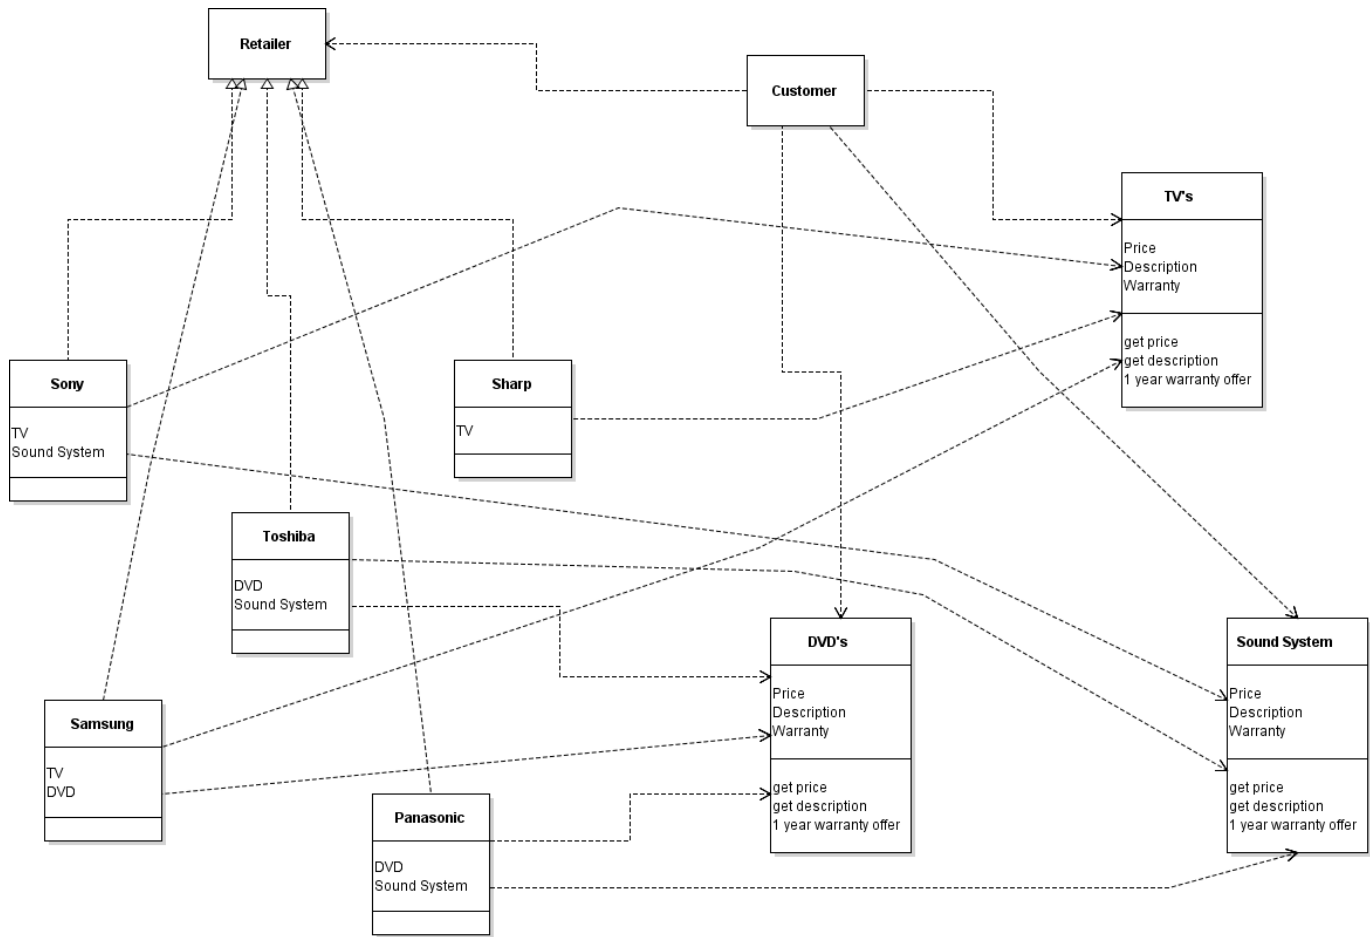 Retailer
Customer
TV's
Price
Description
Warranty
get price
get description
1 year warranty offer
Sony
TV
Sound System
Sharp
TV
Toshiba
DVD
Sound System
DVD's
Price
Description
Warranty
get price
get description
1 year warranty offer
Sound System
Price
Description
Warranty
get price
get description
1 year warranty offer
Samsung
TV
DVD
Panasonic
DVD
Sound System